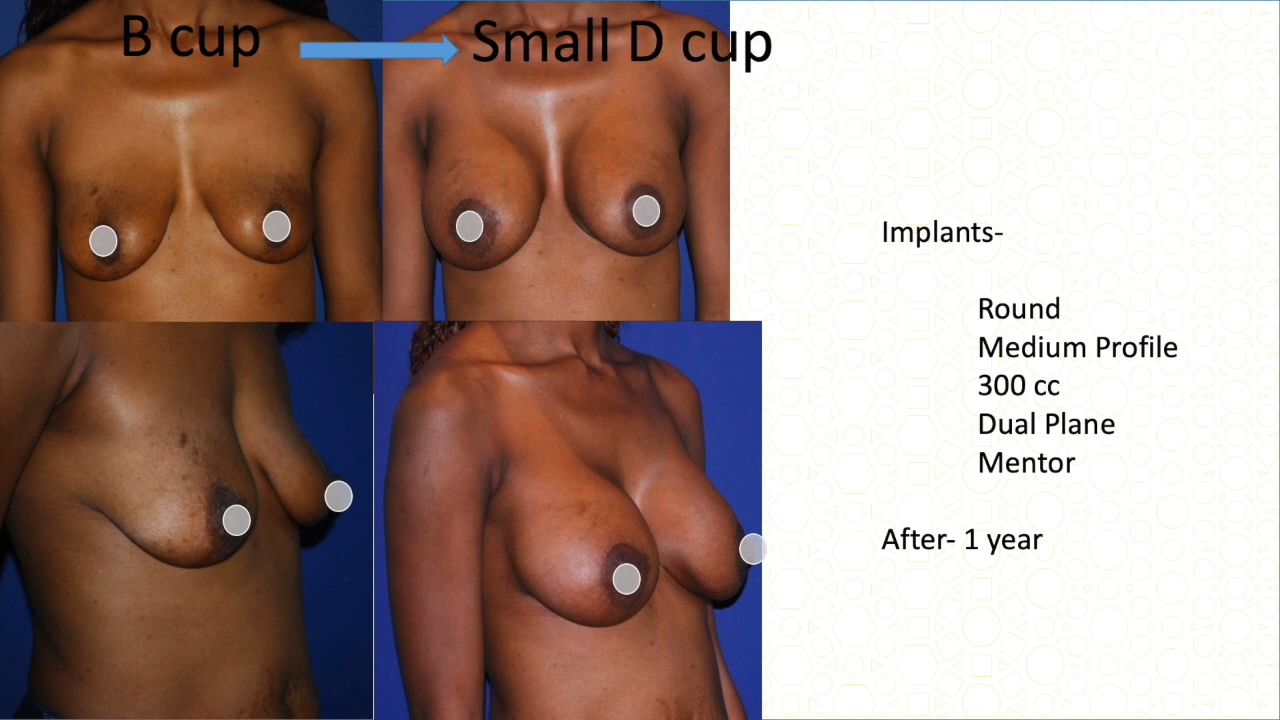 B cup
Small D cup
Implants-
Round
Medium Profile
300 cc
Dual Plane
Mentor
After- 1 year